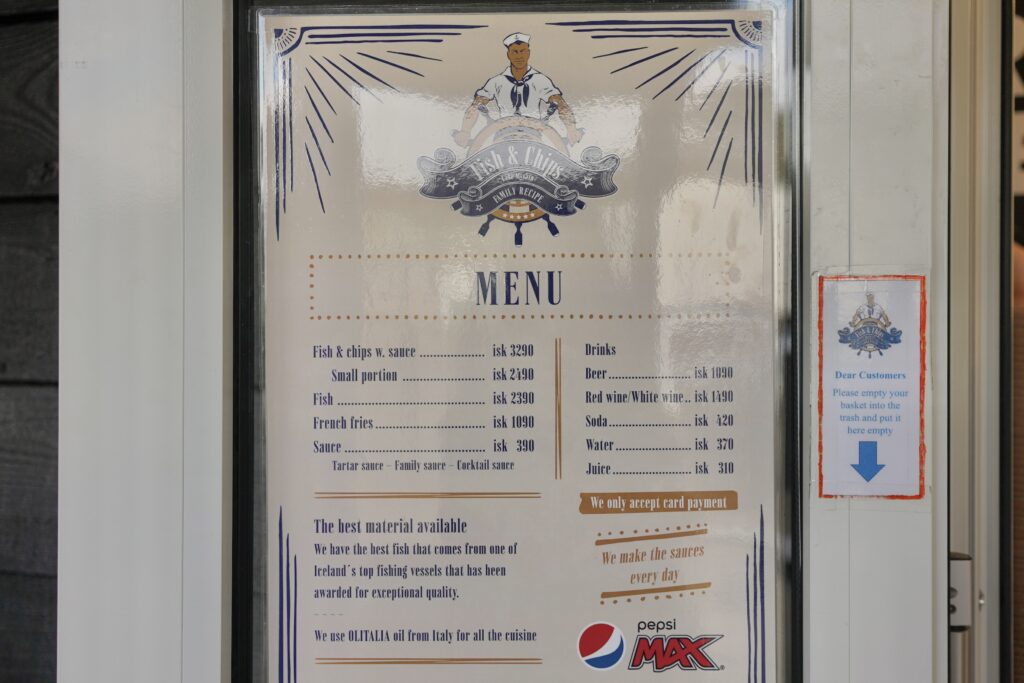 Fish & Chips
FAMILY RECIPE
MENU
Fish & chips w. sauce ..................... isk 3290
Small portion .......................... isk 2490
Fish ................................................ isk 2390
French fries ................................... isk 1090
Sauce ............................................. isk 390
Tartar sauce – Family sauce – Cocktail sauce
The best material available
We have the best fish that comes from one of
Iceland´s top fishing vessels that has been
awarded for exceptional quality.
- - - -
We use OLITALIA oil from Italy for all the cuisine
Drinks
Beer .......................... isk 1090
Red wine/White wine .. isk 1490
Soda .......................... isk 420
Water ........................ isk 370
Juice ......................... isk 310
We only accept card payment
We make the sauces
every day
pepsi
MAX
Fish & Chips
Dear Customers
Please empty your
basket into the
trash and put it
here empty